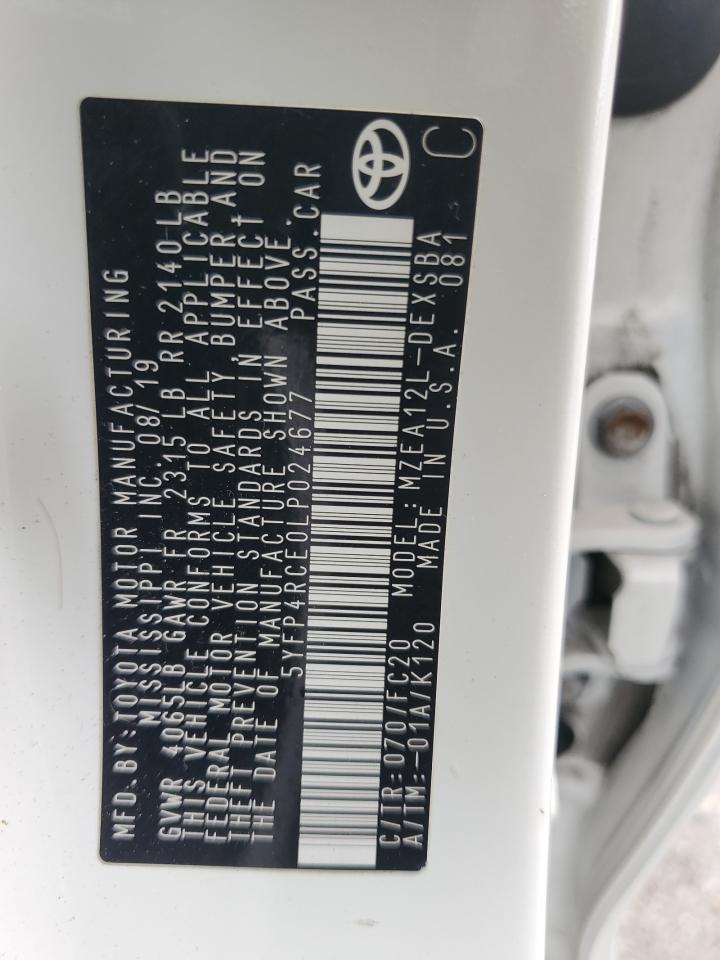 MFD. BY: TOYOTA MOTOR MANUFACTURING
MISSISSIPPI INC. 08/19
GVWR 4065LB GAWR FR 2315 LB RR 2140 LB
THIS VEHICLE CONFORMS TO ALL APPLICABLE
FEDERAL MOTOR VEHICLE SAFETY, BUMPER AND
THEFT PREVENTION STANDARDS IN EFFECT ON
THE DATE OF MANUFACTURE SHOWN ABOVE.
5YFP4RCE0LP024677 PASS.CAR
C/TR:070/FC20 MODEL:MZEA12L-DEXSBA
A/TM:-01A/K120 MADE IN U.S.A. 081
C